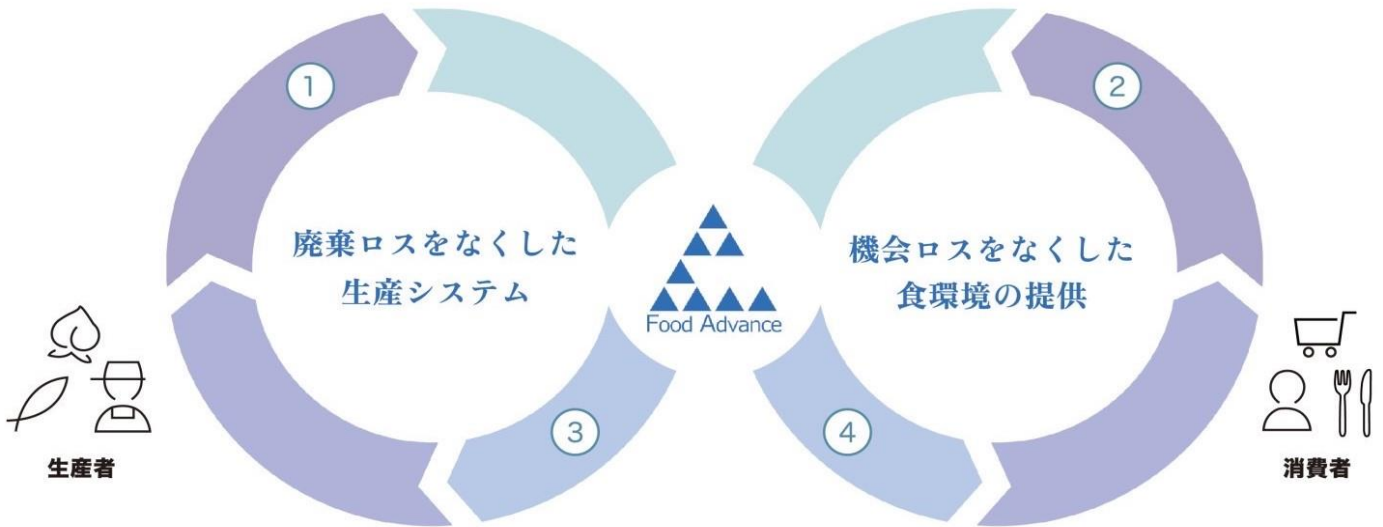 1
2
廃棄ロスをなくした
生産システム
機会ロスをなくした
食環境の提供
Food Advance
3
4
生産者
消費者